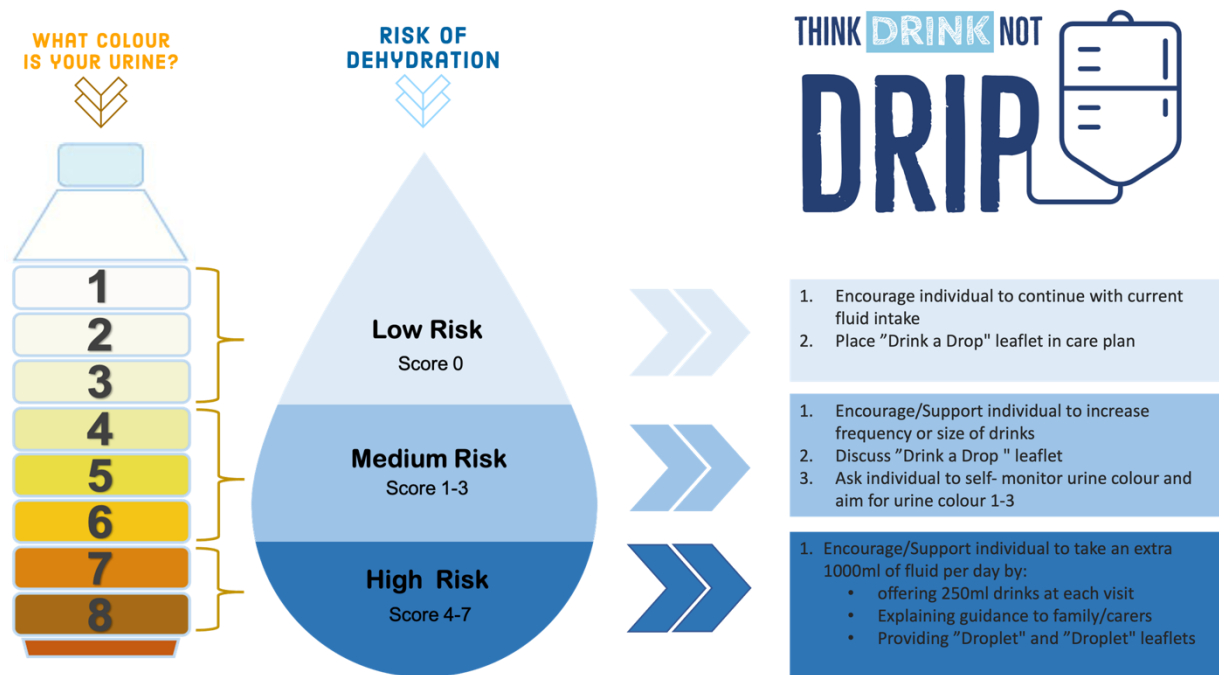 WHAT COLOUR
IS YOUR URINE?
RISK OF
DEHYDRATION
THINK DRINK NOT
DRIP
1
2
3
4
5
6
7
8
Low Risk
Score 0
Medium Risk
Score 1-3
High Risk
Score 4-7
1. Encourage individual to continue with current
fluid intake
2. Place ”Drink a Drop" leaflet in care plan
1. Encourage/Support individual to increase
frequency or size of drinks
2. Discuss ”Drink a Drop " leaflet
3. Ask individual to self- monitor urine colour and
aim for urine colour 1-3
1. Encourage/Support individual to take an extra
1000ml of fluid per day by:
• offering 250ml drinks at each visit
• Explaining guidance to family/carers
• Providing ”Droplet" and ”Droplet" leaflets